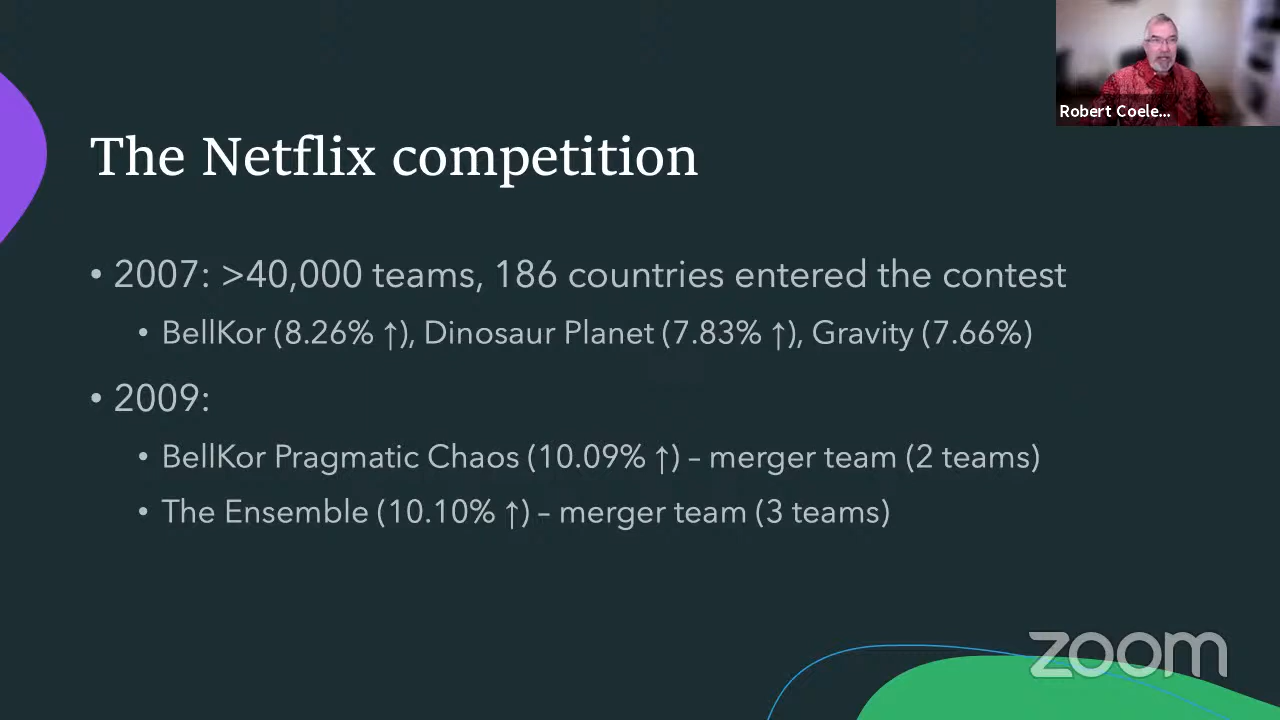 Robert Coele...
The Netflix competition
• 2007: >40,000 teams, 186 countries entered the contest
• BellKor (8.26% ↑), Dinosaur Planet (7.83% ↑), Gravity (7.66%)
• 2009:
• BellKor Pragmatic Chaos (10.09% ↑) – merger team (2 teams)
• The Ensemble (10.10% ↑) – merger team (3 teams)
zoom